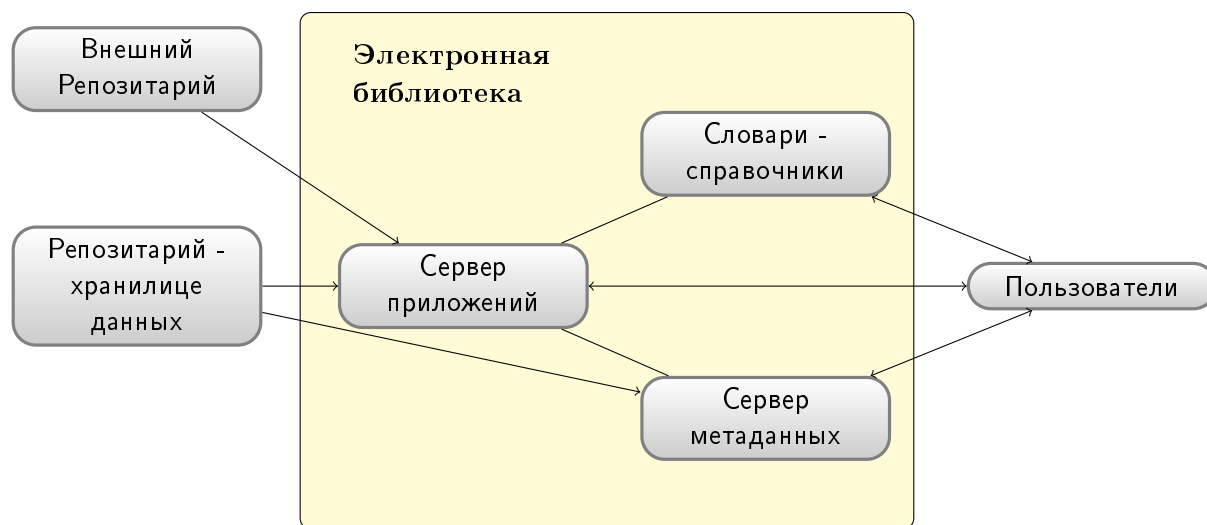 Внешний
Репозитарий
Электронная
библиотека
Словари -
справочники
Репозитарий -
хранилице
данных
Сервер
приложений
Пользователи
Сервер
метаданных